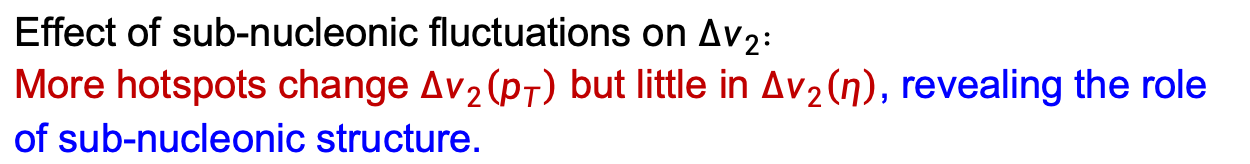 Effect of sub-nucleonic fluctuations on Δv₂:
More hotspots change Δv₂(p_T) but little in Δv₂(η), revealing the role
of sub-nucleonic structure.